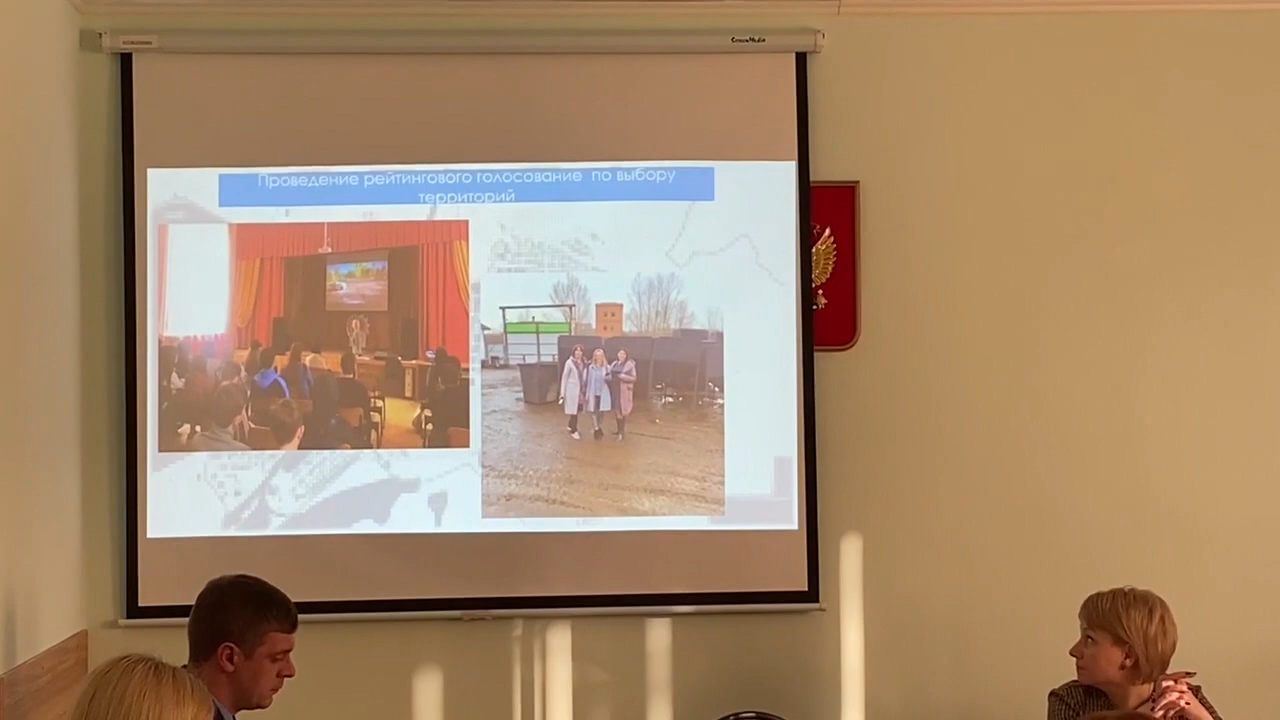 Проведение рейтингового голосование по выбору
территорий